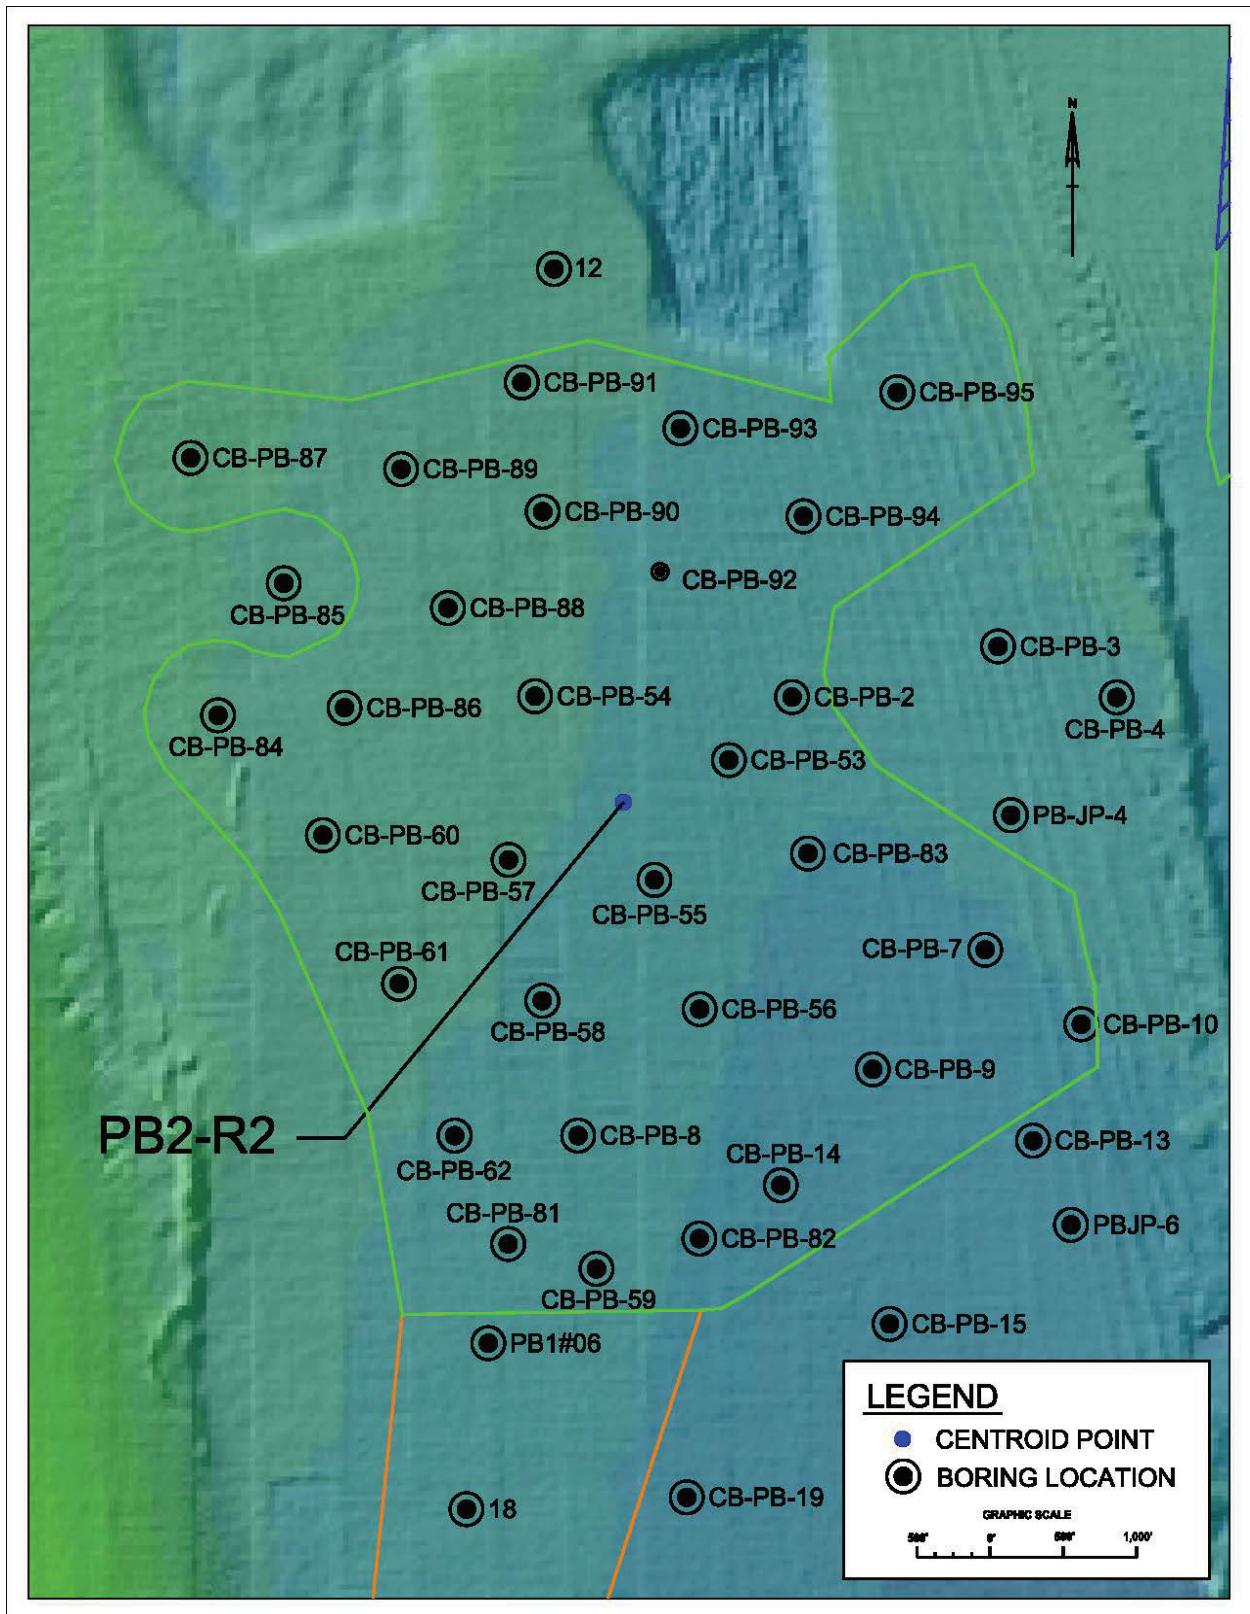 N
12
CB-PB-91
CB-PB-95
CB-PB-93
CB-PB-87
CB-PB-89
CB-PB-90
CB-PB-94
CB-PB-92
CB-PB-85
CB-PB-88
CB-PB-3
CB-PB-86
CB-PB-54
CB-PB-2
CB-PB-4
CB-PB-84
CB-PB-53
PB-JP-4
CB-PB-60
CB-PB-83
CB-PB-57
CB-PB-55
CB-PB-7
CB-PB-61
CB-PB-56
CB-PB-10
CB-PB-58
CB-PB-9
PB2-R2
CB-PB-8
CB-PB-13
CB-PB-14
CB-PB-62
CB-PB-81
PBJP-6
CB-PB-82
CB-PB-59
CB-PB-15
PB1#06
LEGEND
CENTROID POINT
BORING LOCATION
CB-PB-19
18
GRAPHIC SCALE
500' 0' 500' 1,000'